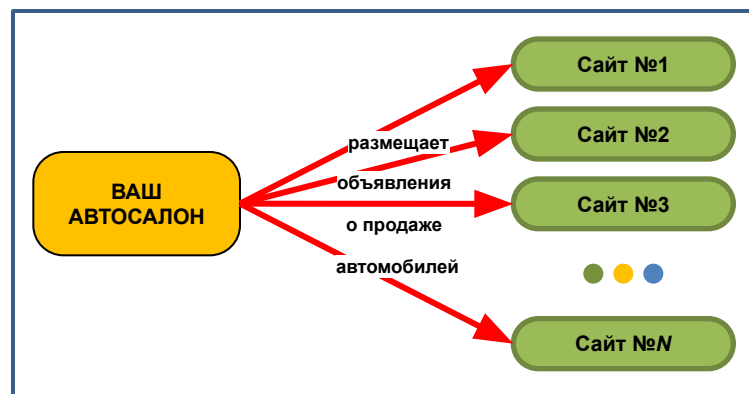 ВАШ
АВТОСАЛОН
размещает
объявления
о продаже
автомобилей
Сайт №1
Сайт №2
Сайт №3
Сайт №N